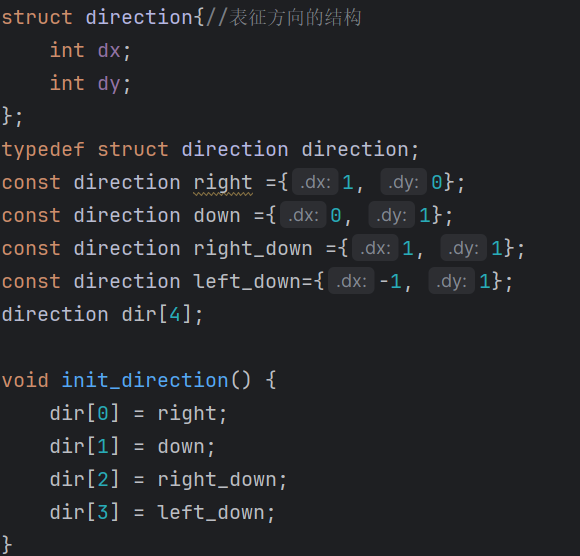 struct direction{//表征方向的结构
    int dx;
    int dy;
};
typedef struct direction direction;
const direction right ={ .dx: 1, .dy: 0};
const direction down ={ .dx: 0, .dy: 1};
const direction right_down ={ .dx: 1, .dy: 1};
const direction left_down={ .dx: -1, .dy: 1};
direction dir[4];

void init_direction() {
    dir[0] = right;
    dir[1] = down;
    dir[2] = right_down;
    dir[3] = left_down;
}